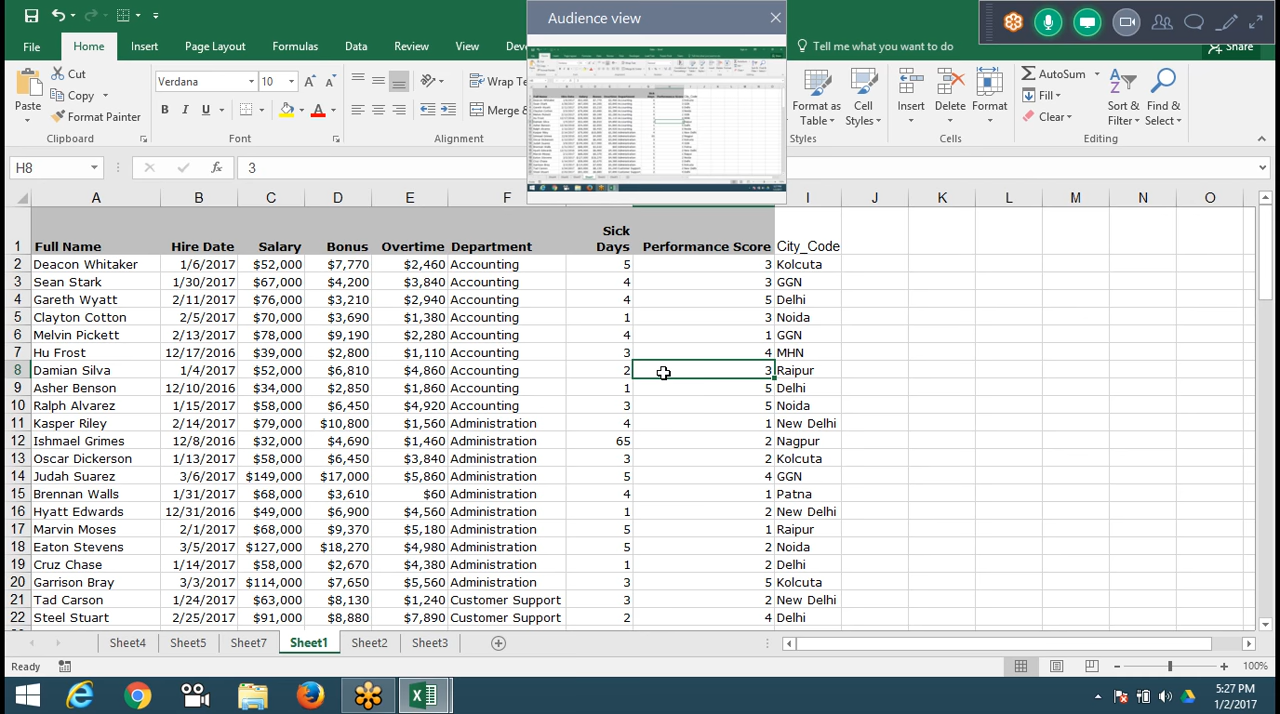 Audience view
File Home Insert Page Layout Formulas Data Review View Dev Tell me what you want to do Share
Paste Cut Copy Format Painter Clipboard
Verdana 10 B I U Font
Wrap Te Merge Alignment
Format as Table Cell Styles Styles
Insert Delete Format Cells
AutoSum Fill Clear Sort & Filter Find & Select Editing
H8 fx 3
A B C D E F I J K L M N O
1 Full Name Hire Date Salary Bonus Overtime Department Sick Days Performance Score City_Code
2 Deacon Whitaker 1/6/2017 $52,000 $7,770 $2,460 Accounting 5 3 Kolcuta
3 Sean Stark 1/30/2017 $67,000 $4,200 $3,840 Accounting 4 3 GGN
4 Gareth Wyatt 2/11/2017 $76,000 $3,210 $2,940 Accounting 4 5 Delhi
5 Clayton Cotton 2/5/2017 $70,000 $3,690 $1,380 Accounting 1 3 Noida
6 Melvin Pickett 2/13/2017 $78,000 $9,190 $2,280 Accounting 4 1 GGN
7 Hu Frost 12/17/2016 $39,000 $2,800 $1,110 Accounting 3 4 MHN
8 Damian Silva 1/4/2017 $52,000 $3,810 $4,860 Accounting 2 3 Raipur
9 Asher Benson 12/10/2016 $34,000 $2,850 $1,860 Accounting 1 5 Delhi
10 Ralph Alvarez 1/15/2017 $58,000 $6,450 $4,920 Accounting 3 5 Noida
11 Kasper Riley 2/14/2017 $79,000 $10,800 $1,560 Administration 4 1 New Delhi
12 Ishmael Grimes 12/8/2016 $32,000 $4,690 $1,460 Administration 65 2 Nagpur
13 Oscar Dickerson 1/13/2017 $58,000 $6,450 $3,840 Administration 3 2 Kolcuta
14 Judah Suarez 3/6/2017 $149,000 $17,000 $5,860 Administration 5 4 GGN
15 Brennan Walls 1/31/2017 $68,000 $3,610 $60 Administration 4 1 Patna
16 Hyatt Edwards 12/31/2016 $49,000 $6,900 $4,560 Administration 1 2 New Delhi
17 Marvin Moses 2/1/2017 $68,000 $9,370 $5,180 Administration 5 1 Raipur
18 Eaton Stevens 3/5/2017 $127,000 $18,270 $4,980 Administration 5 2 Noida
19 Cruz Chase 1/14/2017 $58,000 $2,670 $4,380 Administration 1 2 Delhi
20 Garrison Bray 3/3/2017 $114,000 $7,650 $5,560 Administration 3 5 Kolcuta
21 Tad Carson 1/24/2017 $63,000 $8,130 $1,240 Customer Support 3 2 New Delhi
22 Steel Stuart 2/25/2017 $91,000 $8,880 $7,890 Customer Support 2 4 Delhi
Sheet4 Sheet5 Sheet7 Sheet1 Sheet2 Sheet3
Ready 100%
5:27 PM
1/2/2017